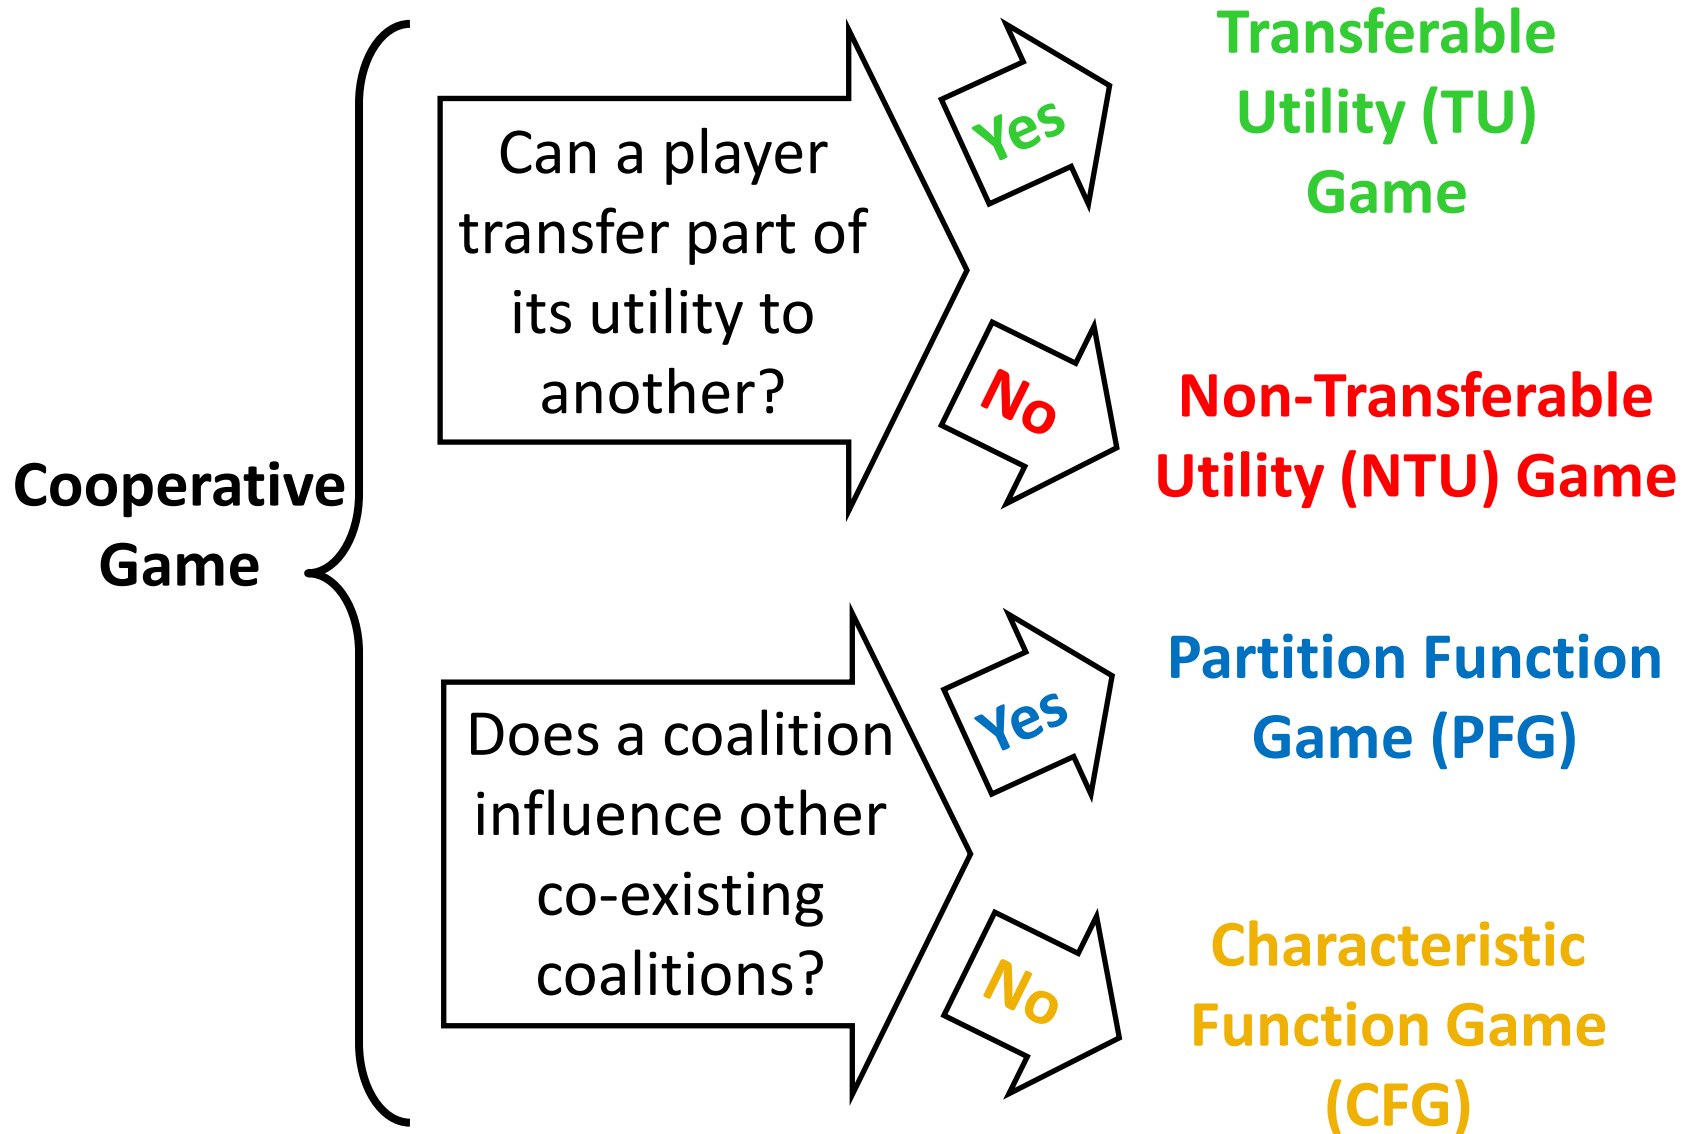 Cooperative
Game
Can a player
transfer part of
its utility to
another?
Yes
Transferable
Utility (TU)
Game
No
Non-Transferable
Utility (NTU) Game
Does a coalition
influence other
co-existing
coalitions?
Yes
Partition Function
Game (PFG)
No
Characteristic
Function Game
(CFG)